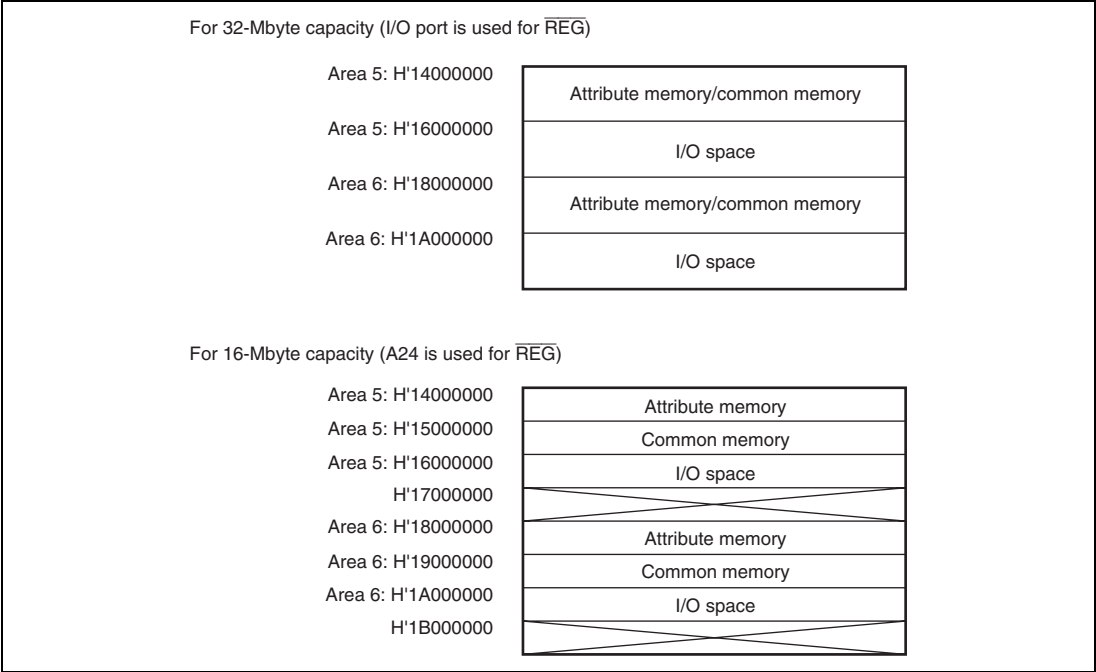 For 32-Mbyte capacity (I/O port is used for R̅E̅G̅)
Area 5: H'14000000
Attribute memory/common memory
Area 5: H'16000000
I/O space
Area 6: H'18000000
Attribute memory/common memory
Area 6: H'1A000000
I/O space
For 16-Mbyte capacity (A24 is used for R̅E̅G̅)
Area 5: H'14000000
Attribute memory
Area 5: H'15000000
Common memory
Area 5: H'16000000
I/O space
H'17000000
Area 6: H'18000000
Attribute memory
Area 6: H'19000000
Common memory
Area 6: H'1A000000
I/O space
H'1B000000